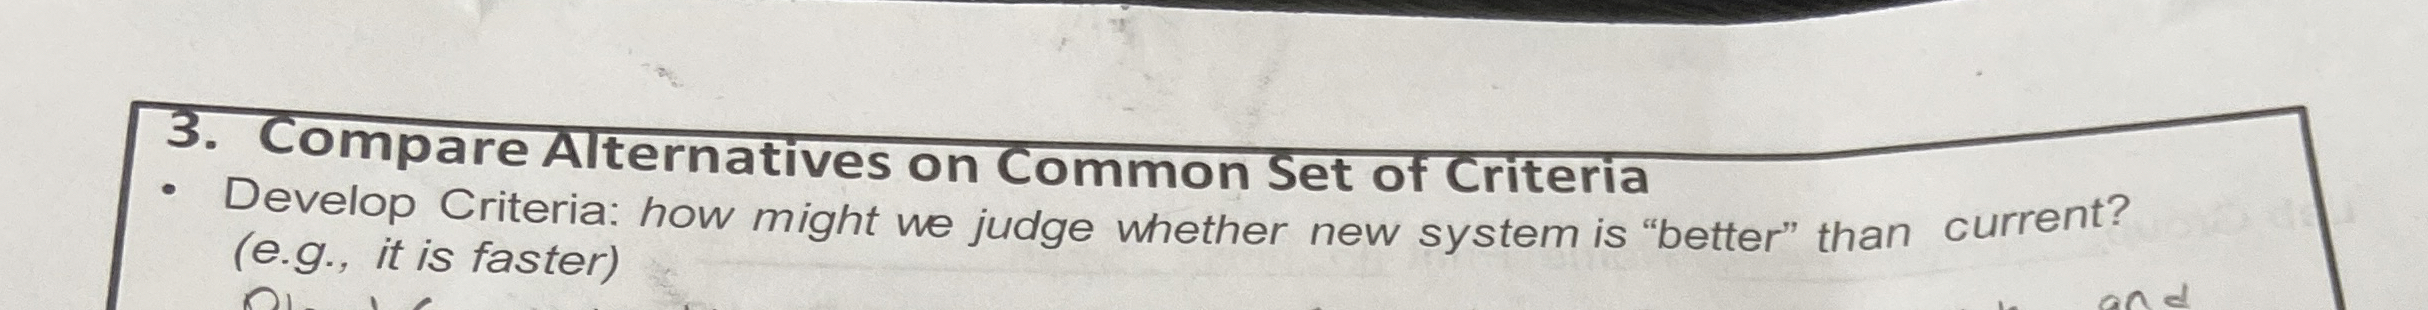 3. Compare Alternatives on Common Set of Criteria
• Develop Criteria: how might we judge whether new system is “better” than current?
(e.g., it is faster)
and